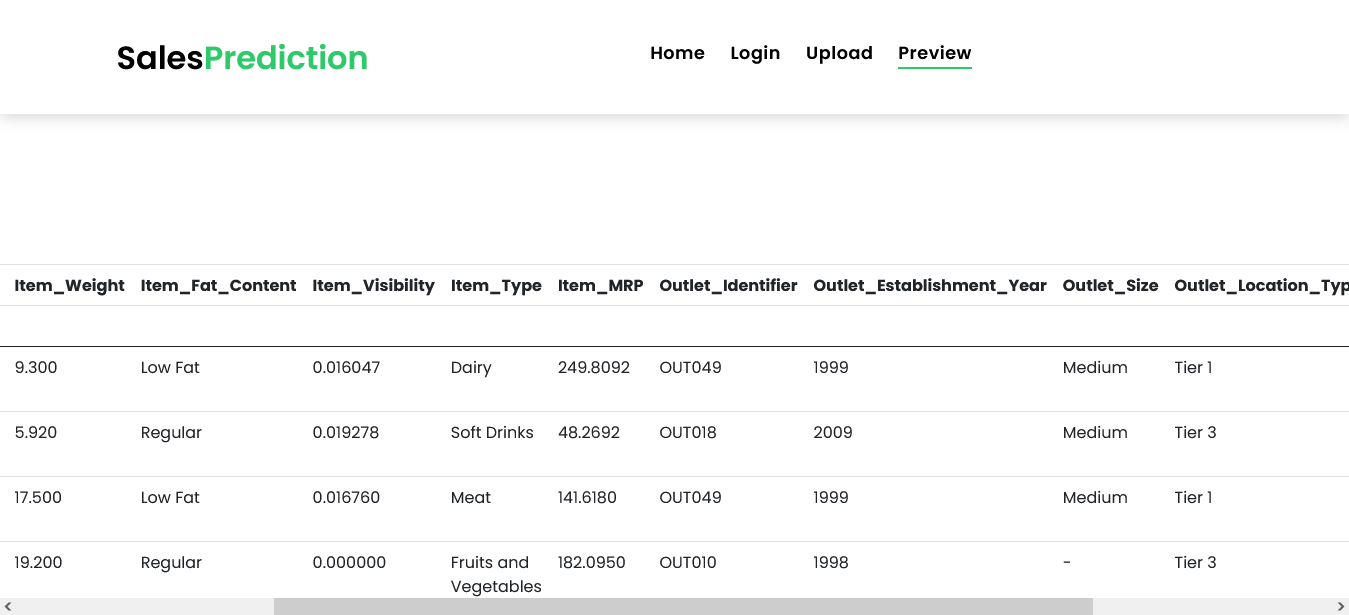 SalesPrediction
Home Login Upload Preview
Item_Weight Item_Fat_Content Item_Visibility Item_Type Item_MRP Outlet_Identifier Outlet_Establishment_Year Outlet_Size Outlet_Location_Typ
9.300 Low Fat 0.016047 Dairy 249.8092 OUT049 1999 Medium Tier 1
5.920 Regular 0.019278 Soft Drinks 48.2692 OUT018 2009 Medium Tier 3
17.500 Low Fat 0.016760 Meat 141.6180 OUT049 1999 Medium Tier 1
19.200 Regular 0.000000 Fruits and 182.0950 OUT010 1998 - Tier 3
Vegetables